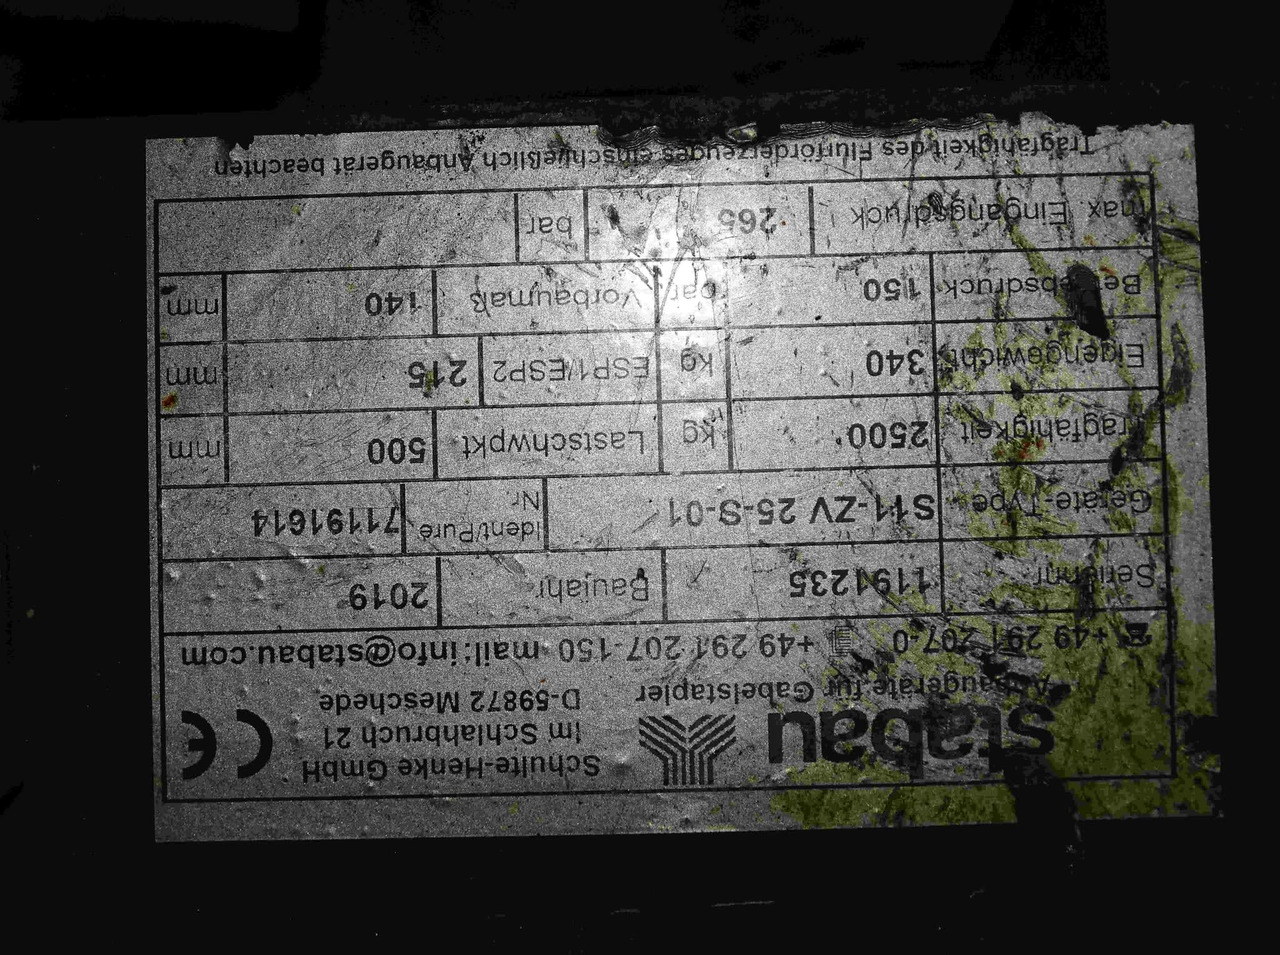 stabau
Schulte-Henke GmbH
Im Schlahbruch 21
D-59872 Meschede
Anbaugeräte für Gabelstapler
+49 291 207-0 +49 291 207-150 mail:info@stabau.com
Seriennr. 1191235 Baujahr 2019
Geräte-Type S11-ZV 25-S-01 Ident/Pure Nr. 71191614
Tragfähigkeit 2500 kg Lastschwpkt 500 mm
Eigengewicht 340 kg ESP1/ESP2 215 mm
Betriebsdruck 150 bar Vorbaumaß 140 mm
max. Eingangsdruck 265 bar
Tragfähigkeit des Flurförderzeuges einschließlich Anbaugerät beachten
CE